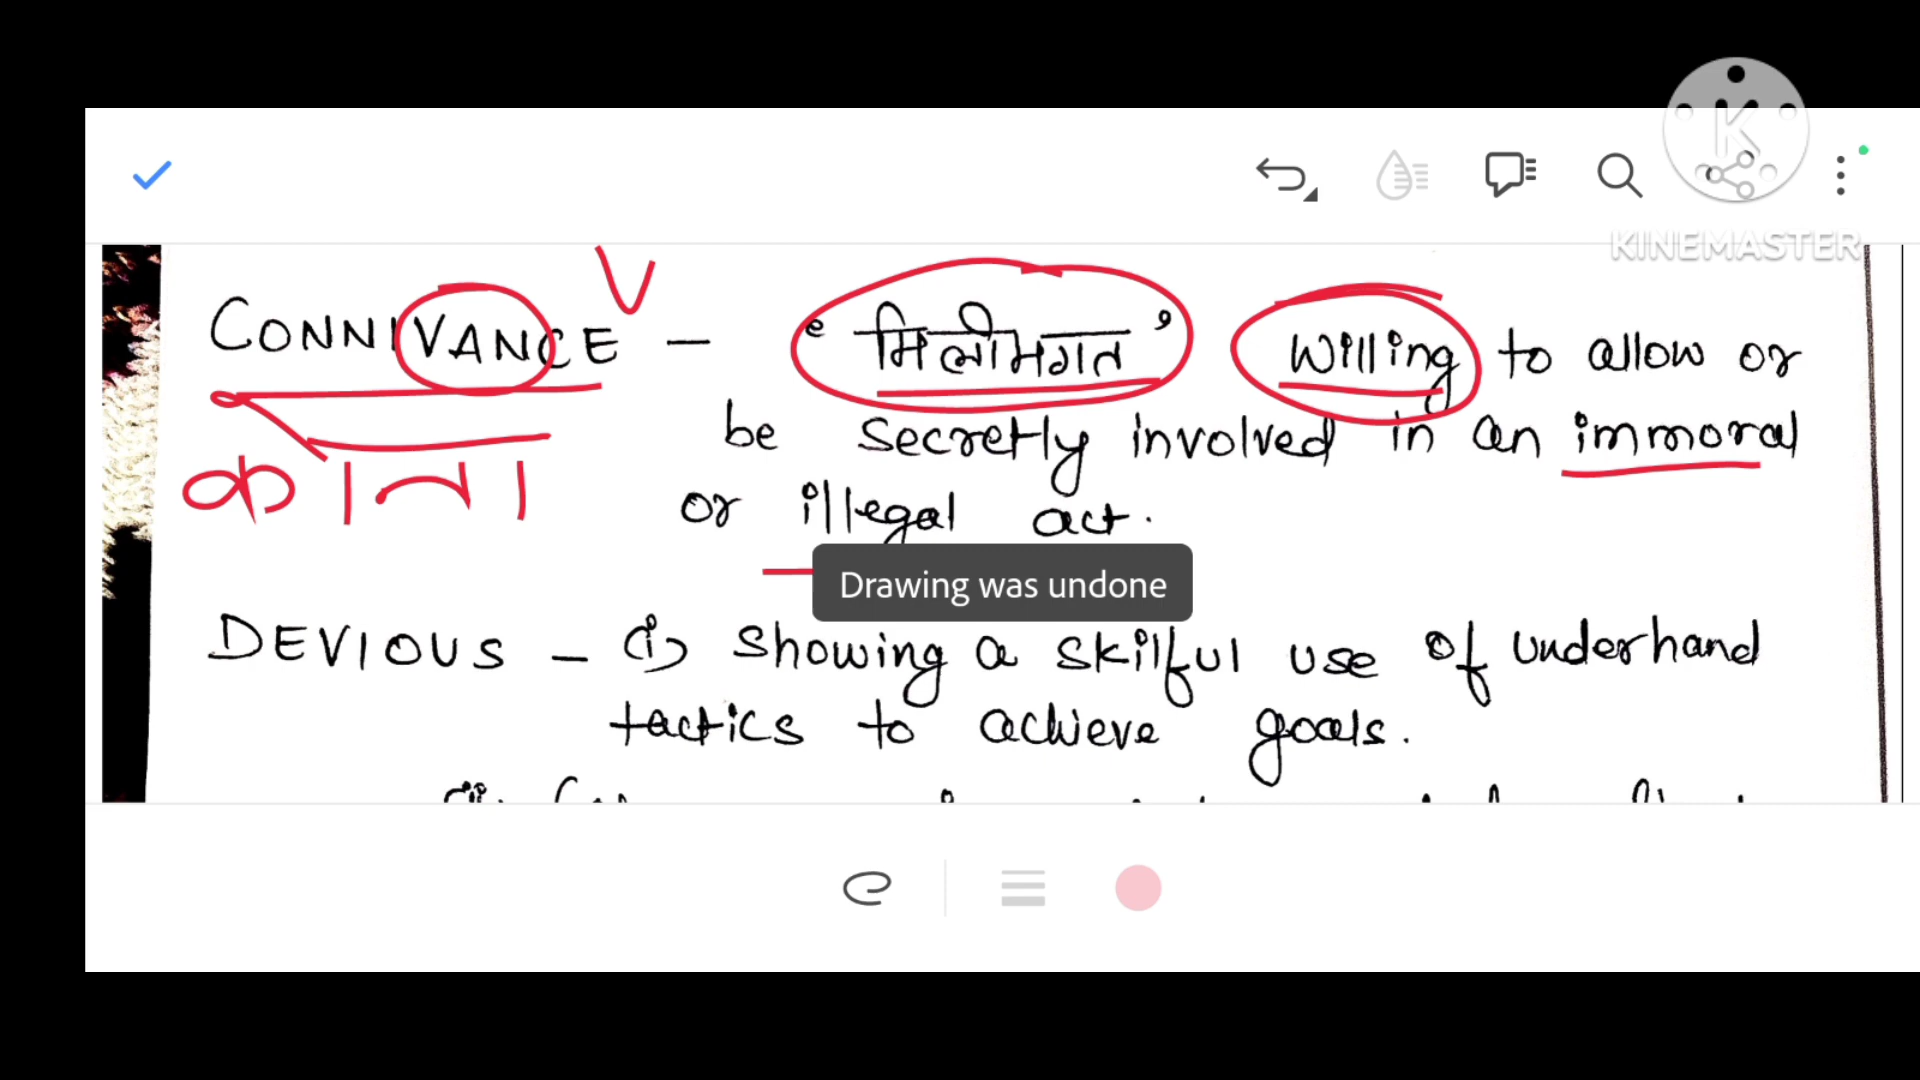 KINEMASTER
V
CONNIVANCE - ‘मिलीभगत’ willing to allow or
be secretly involved in an immoral
or illegal act.
Drawing was undone
DEVIOUS - (i) showing a skilful use of underhand
tactics to achieve goals.